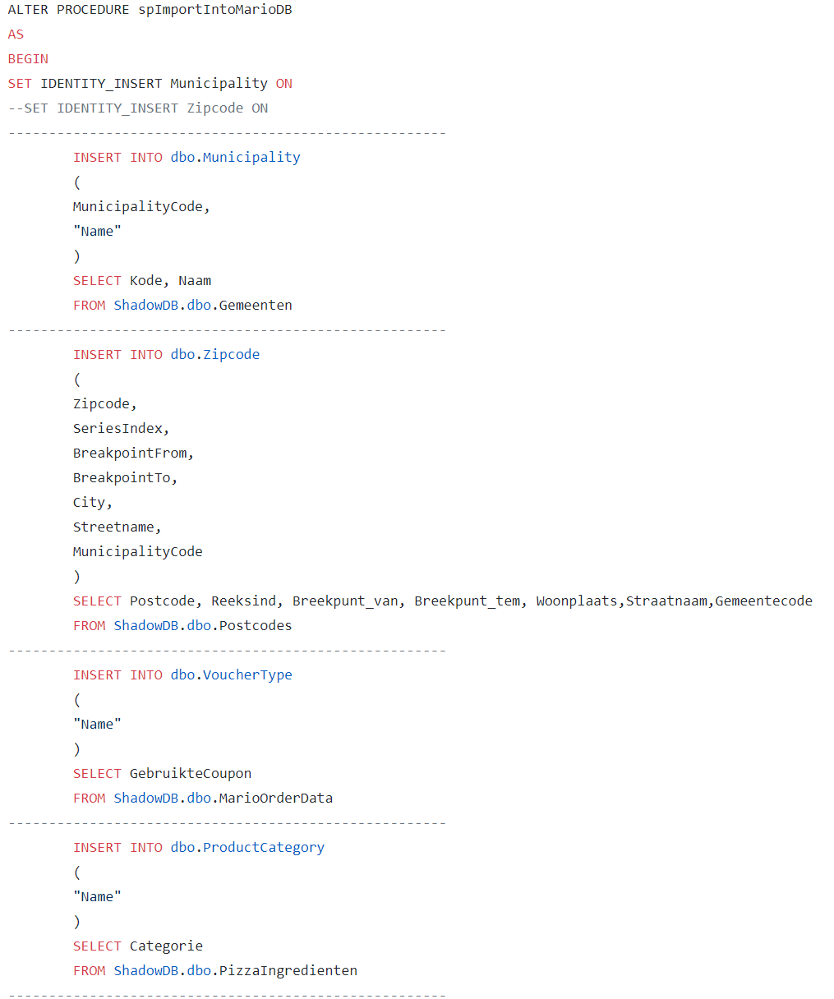 ALTER PROCEDURE spImportIntoMarioDB
AS
BEGIN
SET IDENTITY_INSERT Municipality ON
--SET IDENTITY_INSERT Zipcode ON
------------------------------------------------------
INSERT INTO dbo.Municipality
(
MunicipalityCode,
"Name"
)
SELECT Kode, Naam
FROM ShadowDB.dbo.Gemeenten
------------------------------------------------------
INSERT INTO dbo.Zipcode
(
Zipcode,
SeriesIndex,
BreakpointFrom,
BreakpointTo,
City,
Streetname,
MunicipalityCode
)
SELECT Postcode, Reeksind, Breekpunt_van, Breekpunt_tem, Woonplaats,Straatnaam,Gemeentecode
FROM ShadowDB.dbo.Postcodes
------------------------------------------------------
INSERT INTO dbo.VoucherType
(
"Name"
)
SELECT GebruikteCoupon
FROM ShadowDB.dbo.MarioOrderData
------------------------------------------------------
INSERT INTO dbo.ProductCategory
(
"Name"
)
SELECT Categorie
FROM ShadowDB.dbo.PizzaIngredienten
------------------------------------------------------